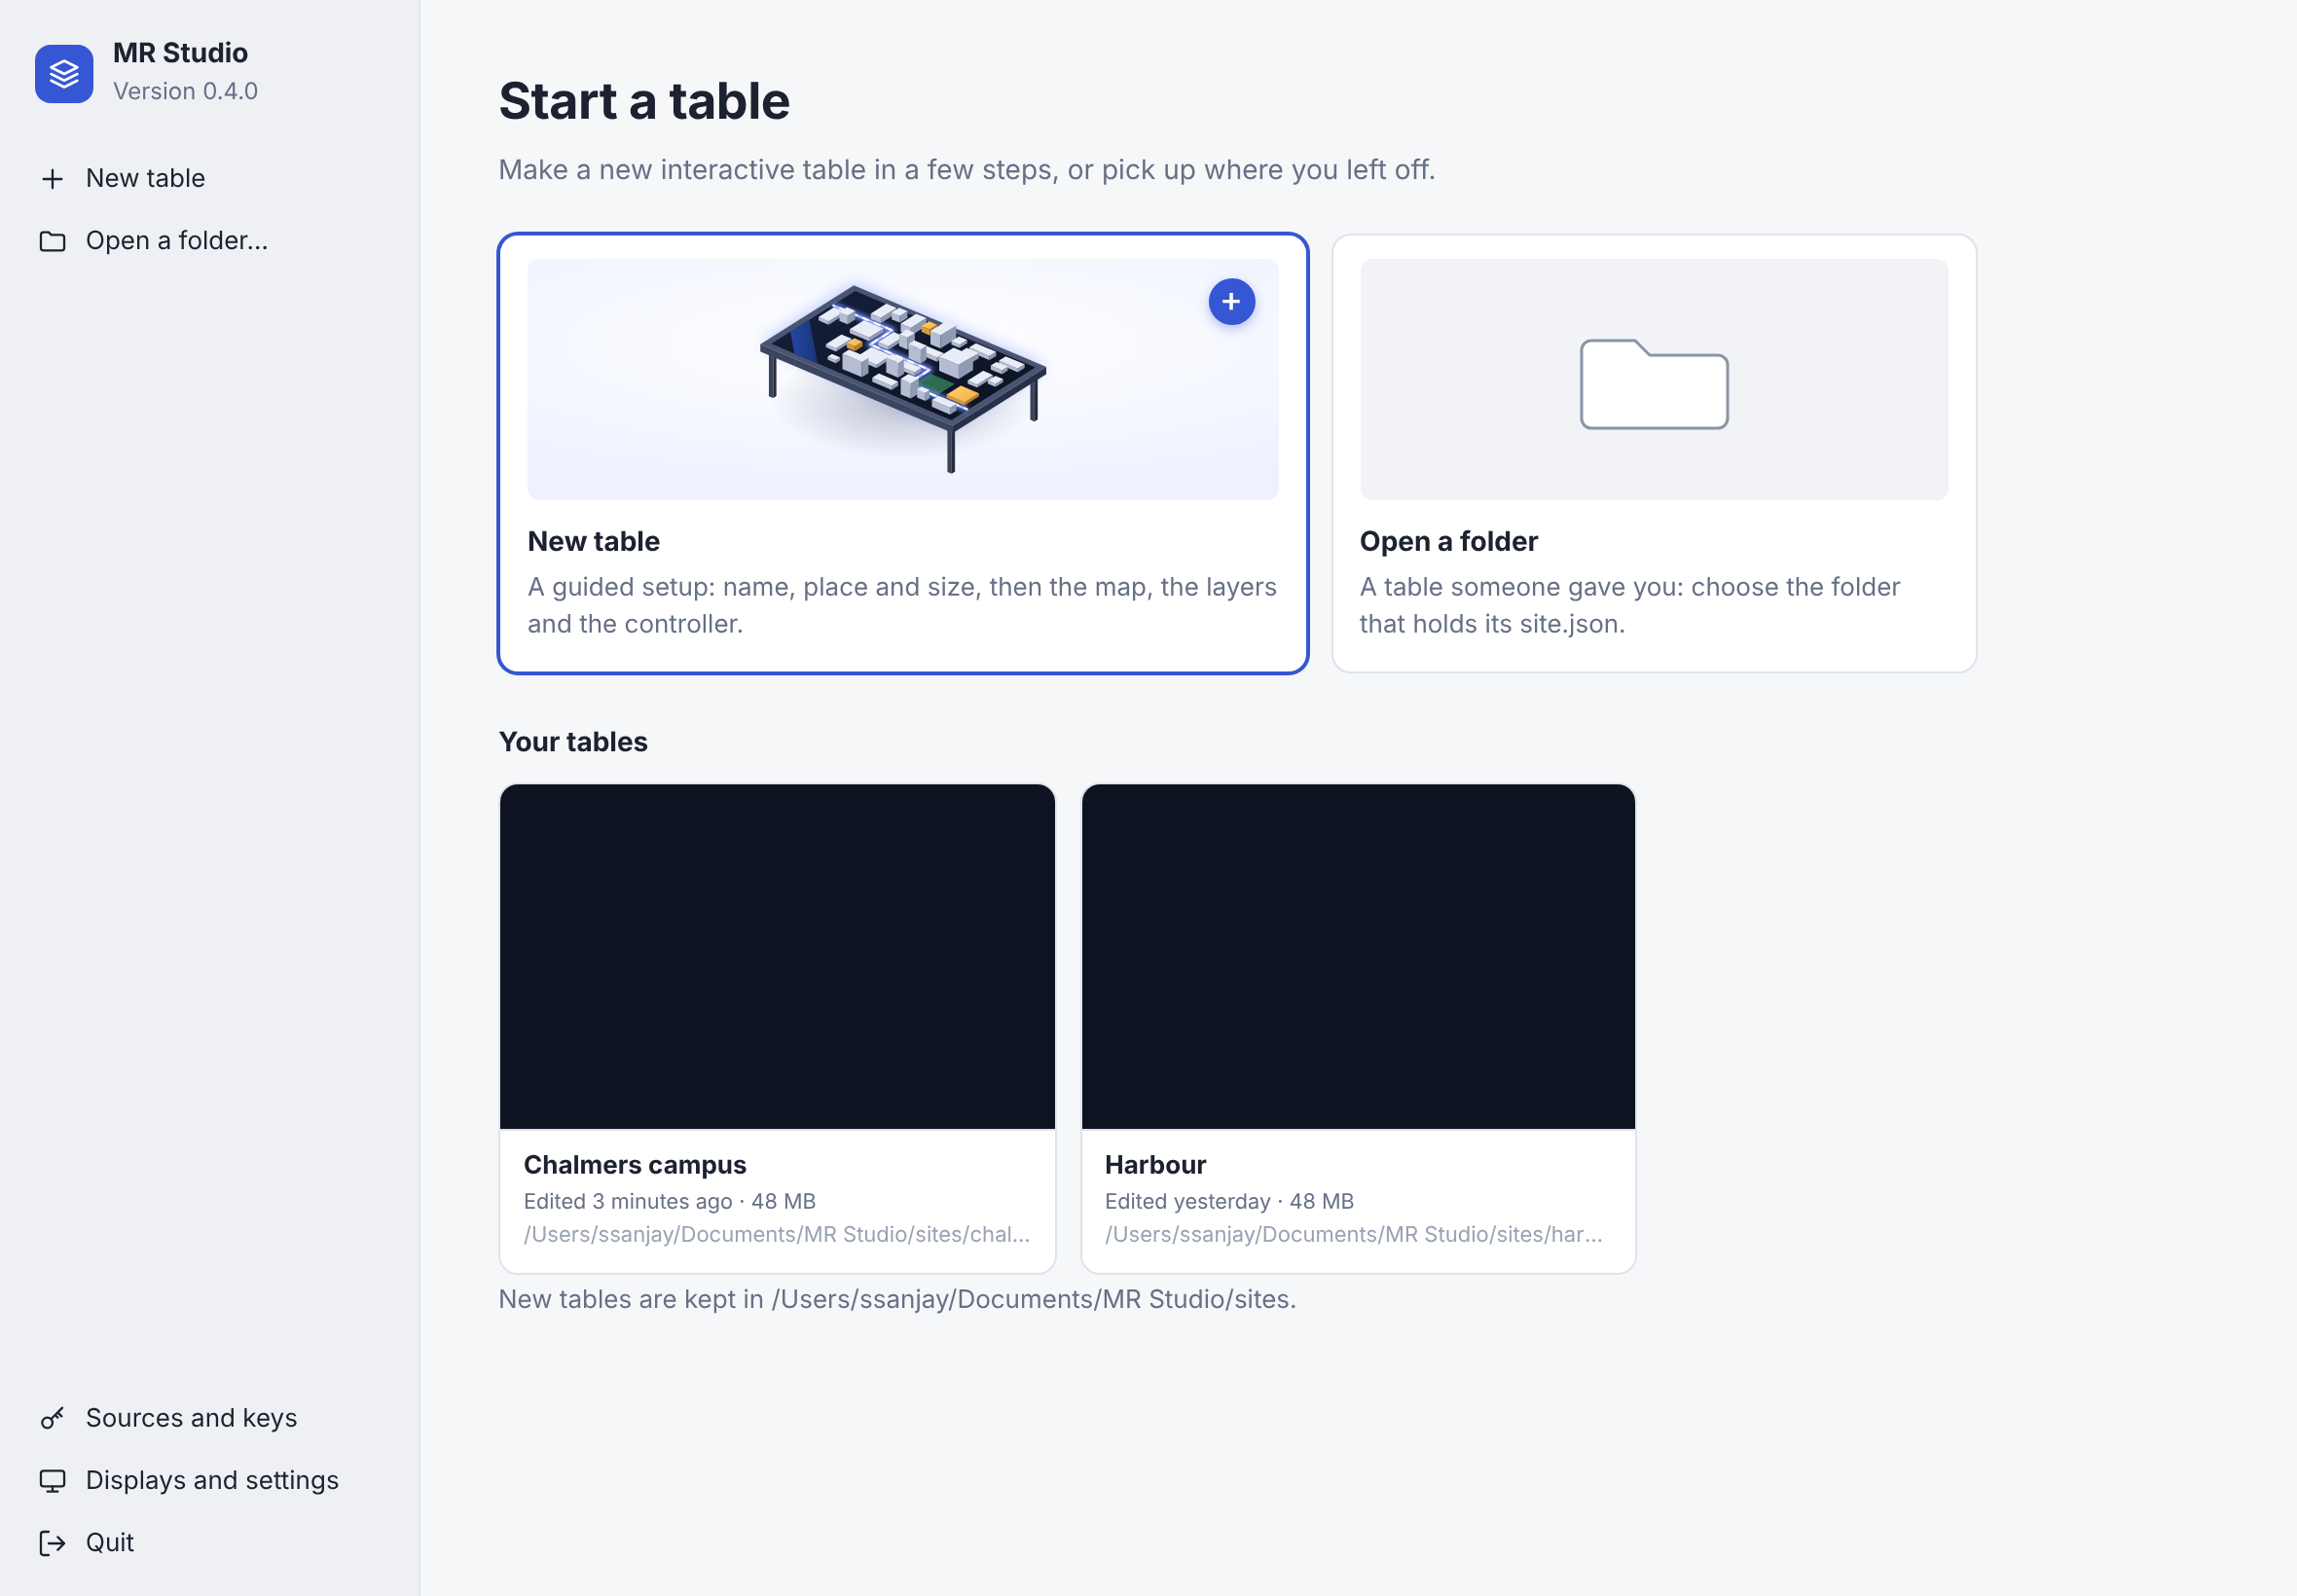 MR Studio
Version 0.4.0
New table
Open a folder...
Sources and keys
Displays and settings
Quit
Start a table
Make a new interactive table in a few steps, or pick up where you left off.
New table
A guided setup: name, place and size, then the map, the layers
and the controller.
Open a folder
A table someone gave you: choose the folder
that holds its site.json.
Your tables
Chalmers campus
Edited 3 minutes ago · 48 MB
/Users/ssanjay/Documents/MR Studio/sites/chal...
Harbour
Edited yesterday · 48 MB
/Users/ssanjay/Documents/MR Studio/sites/har...
New tables are kept in /Users/ssanjay/Documents/MR Studio/sites.